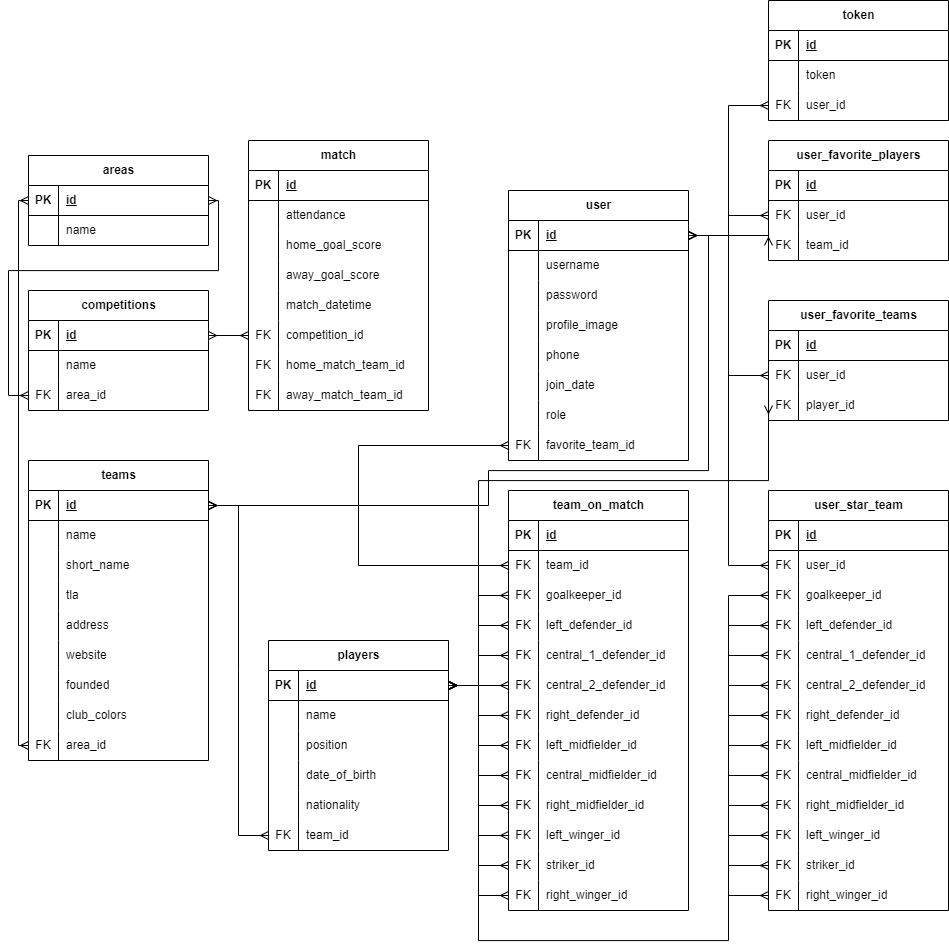 token
PK id
token
FK user_id
user_favorite_players
PK id
FK user_id
FK team_id
areas
PK id
name
match
PK id
attendance
home_goal_score
away_goal_score
match_datetime
FK competition_id
FK home_match_team_id
FK away_match_team_id
user
PK id
username
password
profile_image
phone
join_date
role
FK favorite_team_id
competitions
PK id
name
FK area_id
user_favorite_teams
PK id
FK user_id
FK player_id
teams
PK id
name
short_name
tla
address
website
founded
club_colors
FK area_id
players
PK id
name
position
date_of_birth
nationality
FK team_id
team_on_match
PK id
FK team_id
FK goalkeeper_id
FK left_defender_id
FK central_1_defender_id
FK central_2_defender_id
FK right_defender_id
FK left_midfielder_id
FK central_midfielder_id
FK right_midfielder_id
FK left_winger_id
FK striker_id
FK right_winger_id
user_star_team
PK id
FK user_id
FK goalkeeper_id
FK left_defender_id
FK central_1_defender_id
FK central_2_defender_id
FK right_defender_id
FK left_midfielder_id
FK central_midfielder_id
FK right_midfielder_id
FK left_winger_id
FK striker_id
FK right_winger_id